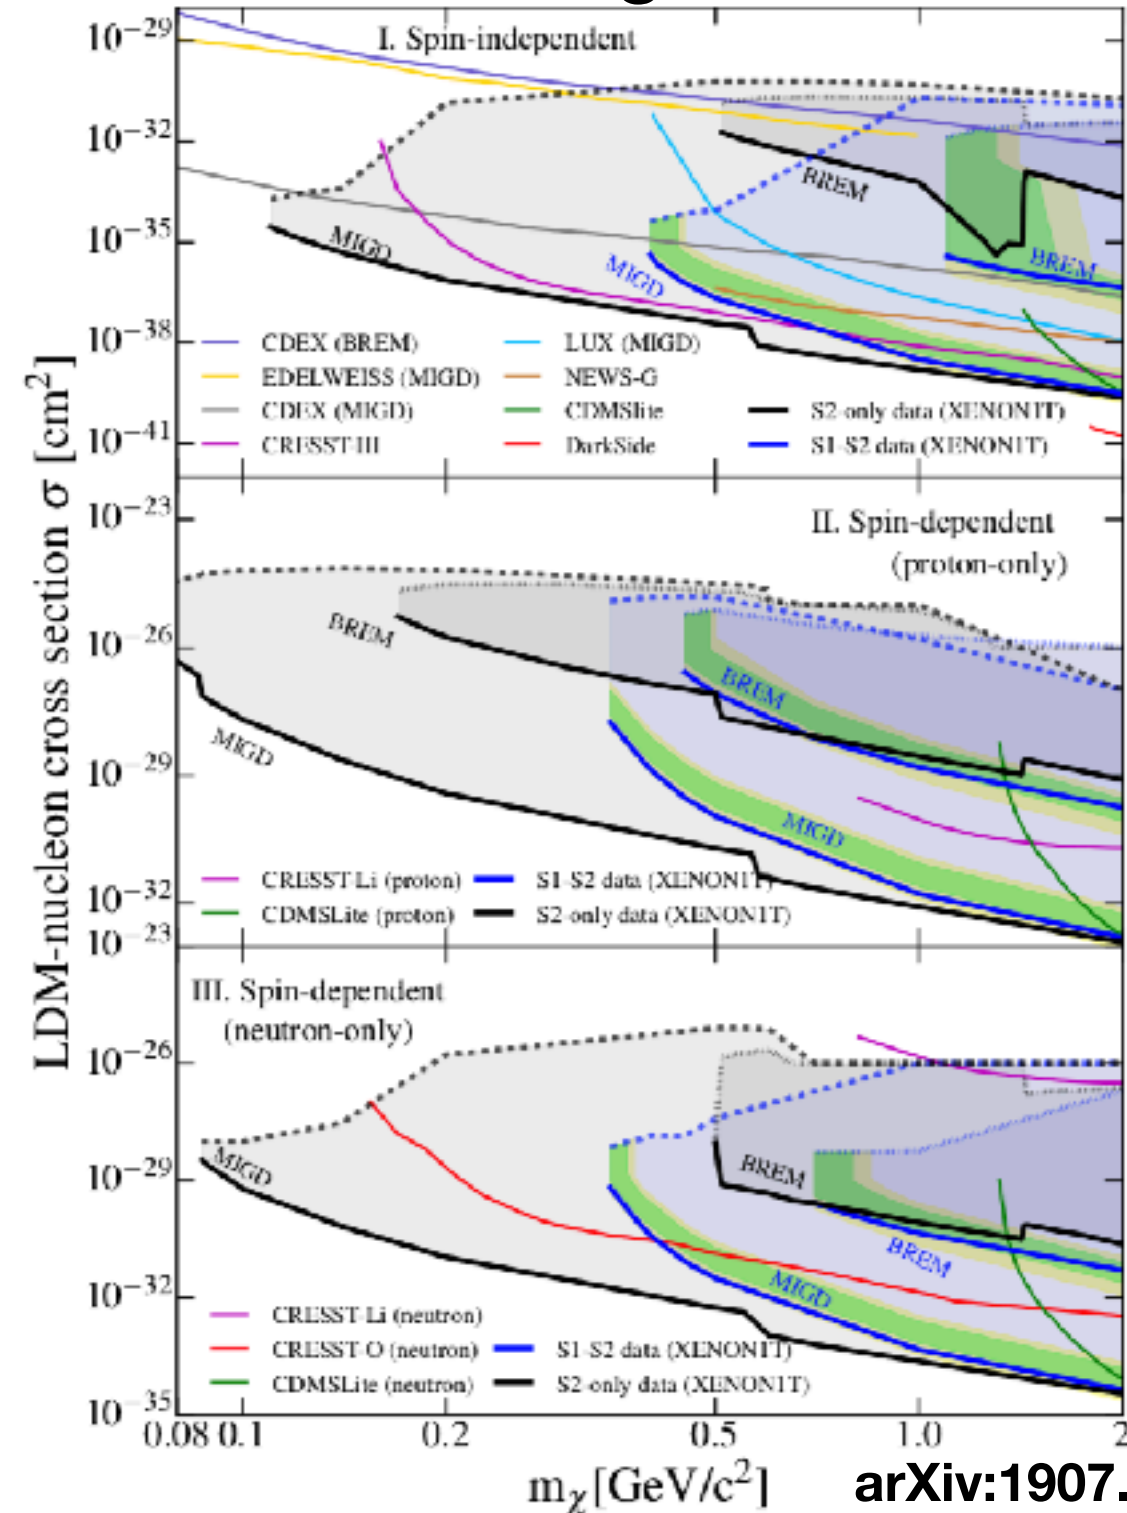 10⁻²⁹
I. Spin-independent
10⁻³²
BREM
10⁻³⁵
MIGD
MIGD
BREM
10⁻³⁸
CDEX (BREM)
LUX (MIGD)
EDELWEISS (MIGD)
NEWS-G
CDEX (MIGD)
CDMSlite
S2-only data (XENON1T)
CRESST-III
DarkSide
S1-S2 data (XENON1T)
10⁻⁴¹
LDM-nucleon cross section σ [cm²]
10⁻²³
II. Spin-dependent
(proton-only)
10⁻²⁶
BREM
BREM
MIGD
10⁻²⁹
MIGD
CRESST-Li (proton)
S1-S2 data (XENON1T)
10⁻³²
CDMSLite (proton)
S2-only data (XENON1T)
10⁻²³
III. Spin-dependent
(neutron-only)
10⁻²⁶
MIGD
BREM
10⁻²⁹
BREM
MIGD
10⁻³²
CRESST-Li (neutron)
CRESST-O (neutron)
S1-S2 data (XENON1T)
CDMSLite (neutron)
S2-only data (XENON1T)
10⁻³⁵
0.08 0.1 0.2 0.5 1.0 2
mᵪ [GeV/c²]
arXiv:1907.